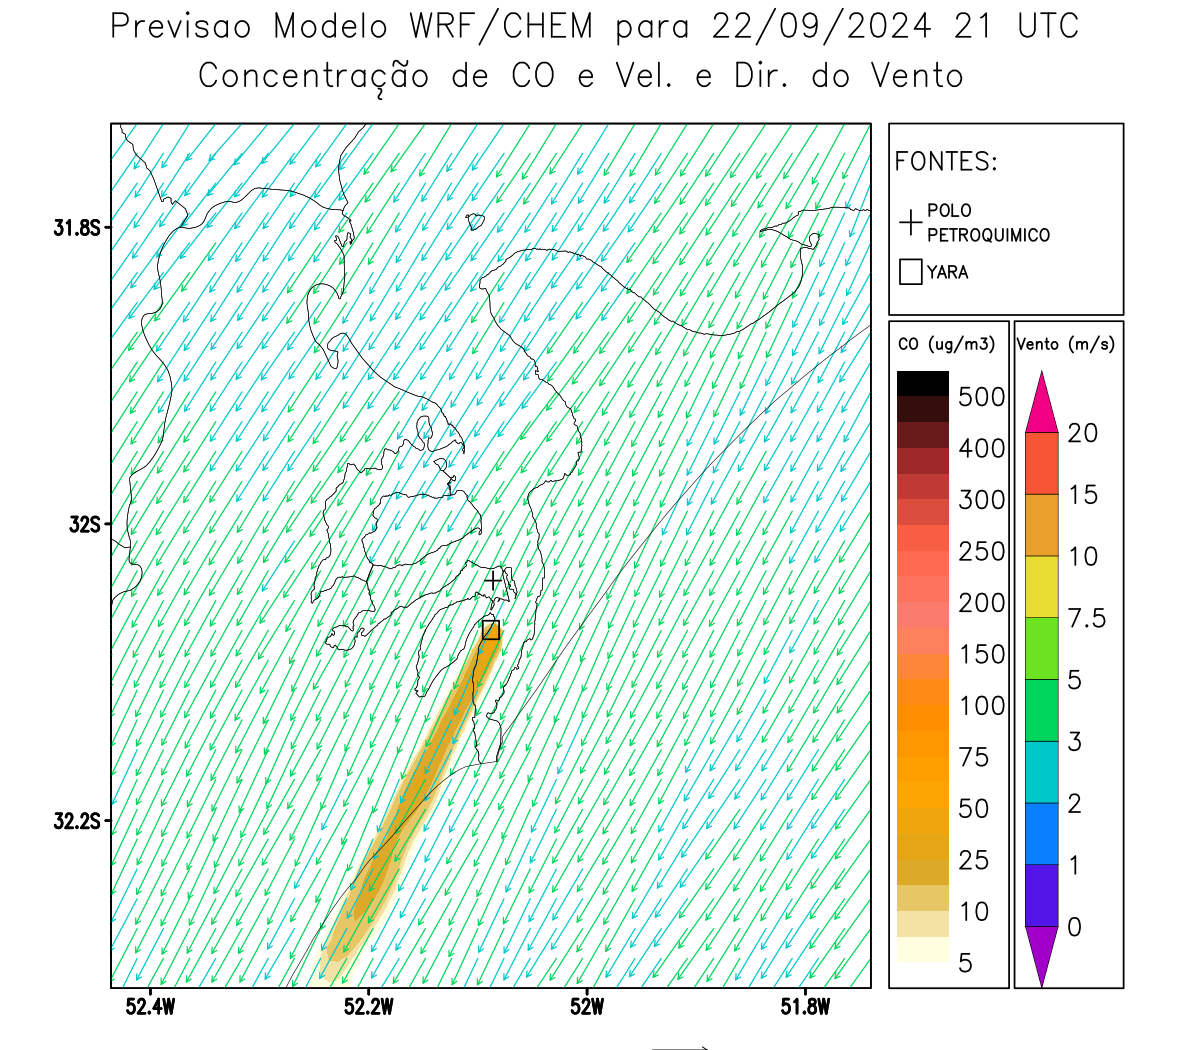 Previsao Modelo WRF/CHEM para 22/09/2024 21 UTC
Concentração de CO e Vel. e Dir. do Vento
FONTES:
POLO
PETROQUIMICO
YARA
CO (ug/m3)
500
400
300
250
200
150
100
75
50
25
10
5
Vento (m/s)
20
15
10
7.5
5
3
2
1
0
31.8S
32S
32.2S
52.4W
52.2W
52W
51.8W